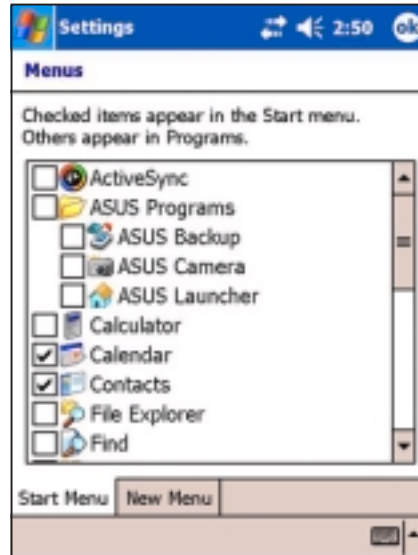 Settings 2:50 ok
Menus
Checked items appear in the Start menu.
Others appear in Programs.
ActiveSync
ASUS Programs
ASUS Backup
ASUS Camera
ASUS Launcher
Calculator
Calendar
Contacts
File Explorer
Find
Start Menu New Menu